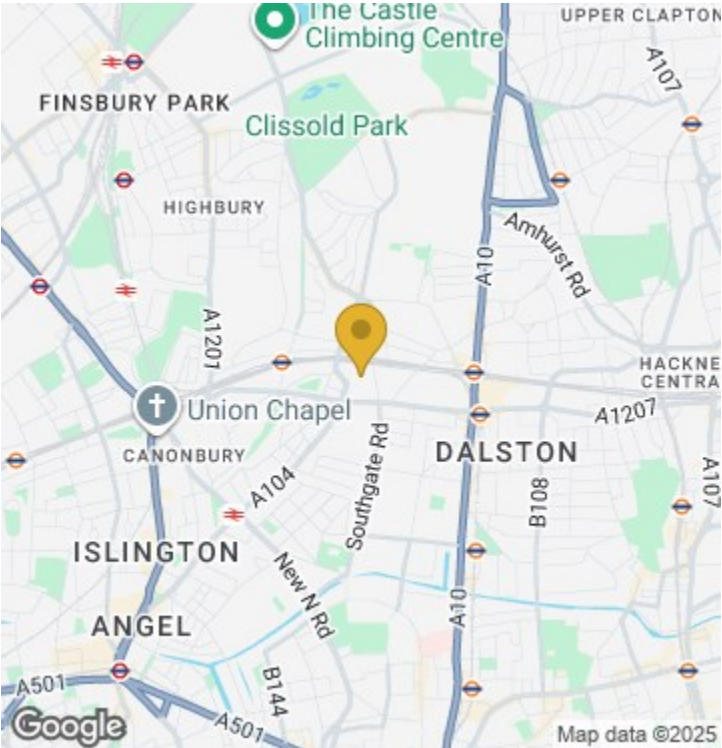 The Castle
Climbing Centre
UPPER CLAPTON
A107
FINSBURY PARK
Clissold Park
HIGHBURY
Amhurst Rd
A10
A1201
HACKNE
CENTRA
Union Chapel
A1207
CANONBURY
DALSTON
A104
Southgate Rd
B108
A107
ISLINGTON
New N Rd
ANGEL
A10
A501
B144
A501
Google
Map data ©2025